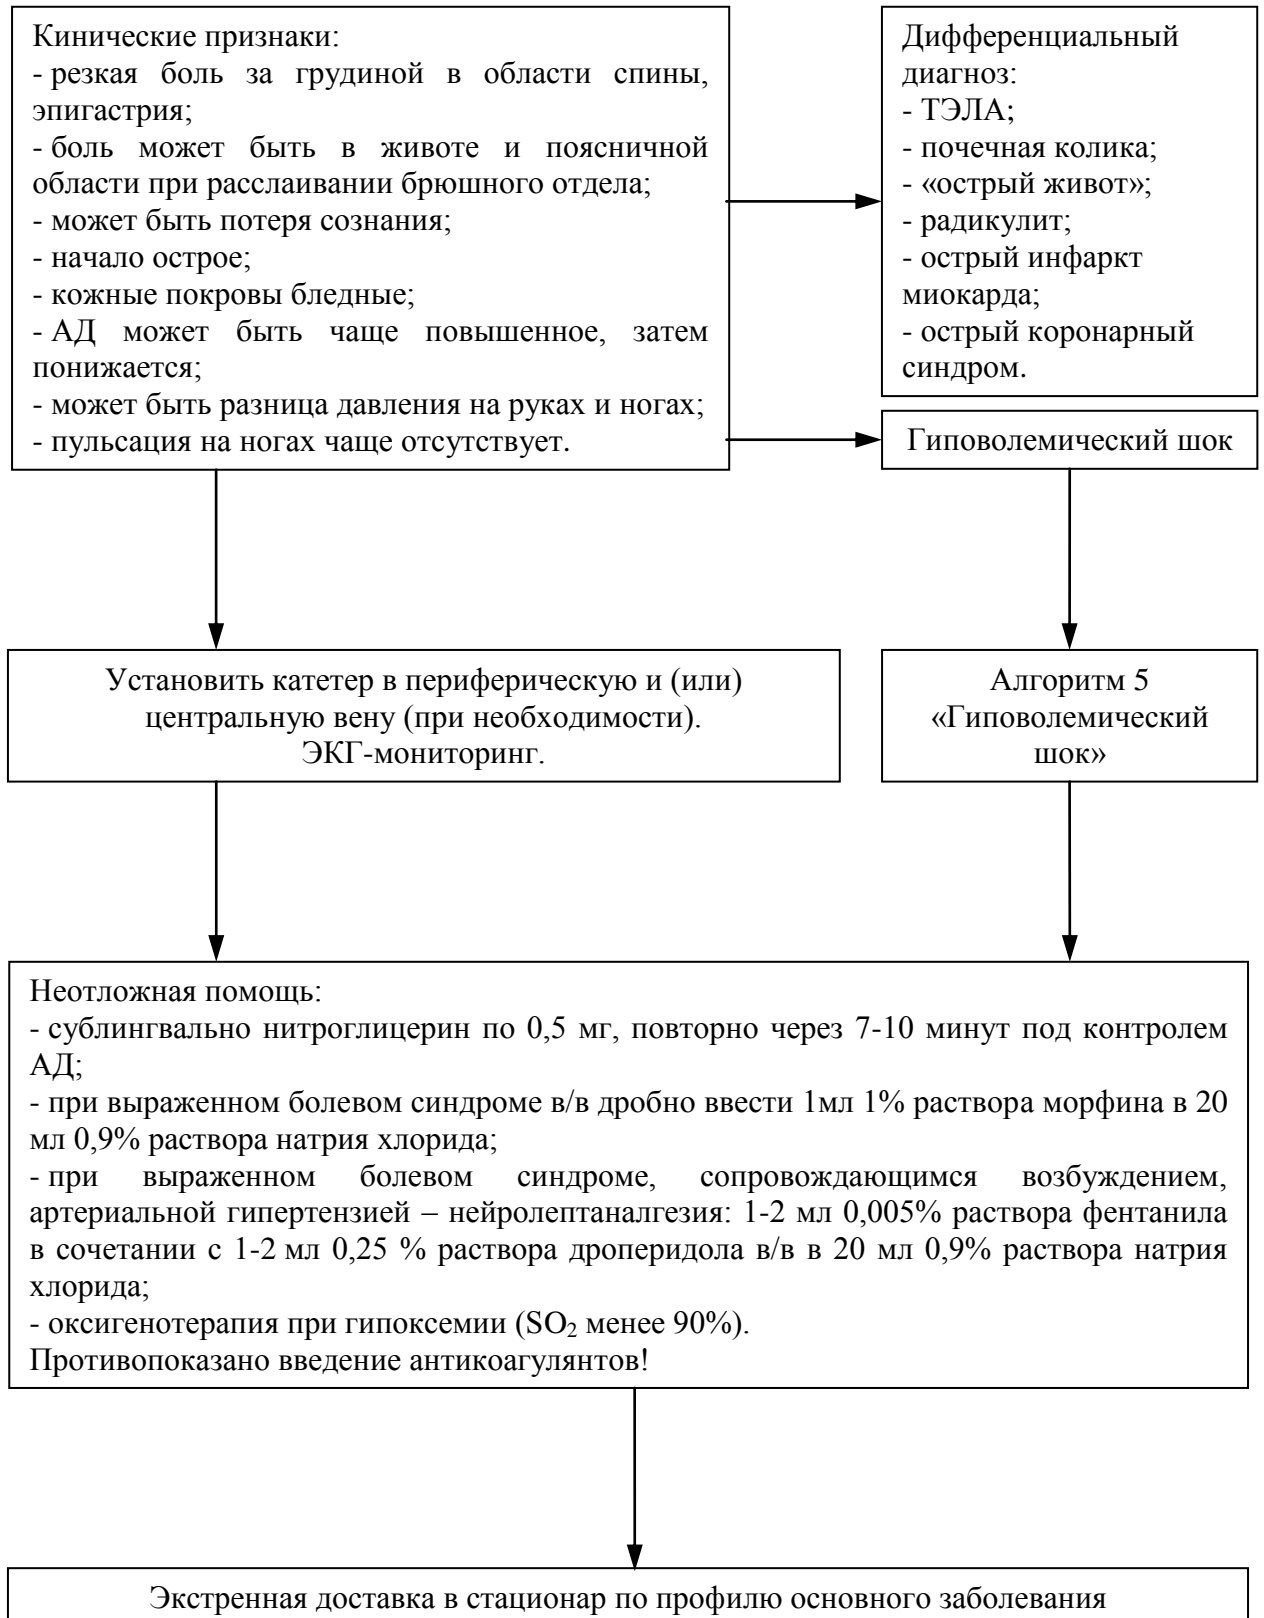 Кинические признаки:
- резкая боль за грудиной в области спины,
эпигастрия;
- боль может быть в животе и поясничной
области при расслаивании брюшного отдела;
- может быть потеря сознания;
- начало острое;
- кожные покровы бледные;
- АД может быть чаще повышенное, затем
понижается;
- может быть разница давления на руках и ногах;
- пульсация на ногах чаще отсутствует.
Дифференциальный
диагноз:
- ТЭЛА;
- почечная колика;
- «острый живот»;
- радикулит;
- острый инфаркт
миокарда;
- острый коронарный
синдром.
Гиповолемический шок
Установить катетер в периферическую и (или)
центральную вену (при необходимости).
ЭКГ-мониторинг.
Алгоритм 5
«Гиповолемический
шок»
Неотложная помощь:
- сублингвально нитроглицерин по 0,5 мг, повторно через 7-10 минут под контролем
АД;
- при выраженном болевом синдроме в/в дробно ввести 1мл 1% раствора морфина в 20
мл 0,9% раствора натрия хлорида;
- при выраженном болевом синдроме, сопровождающимся возбуждением,
артериальной гипертензией – нейролептаналгезия: 1-2 мл 0,005% раствора фентанила
в сочетании с 1-2 мл 0,25 % раствора дроперидола в/в в 20 мл 0,9% раствора натрия
хлорида;
- оксигенотерапия при гипоксемии (SO₂ менее 90%).
Противопоказано введение антикоагулянтов!
Экстренная доставка в стационар по профилю основного заболевания